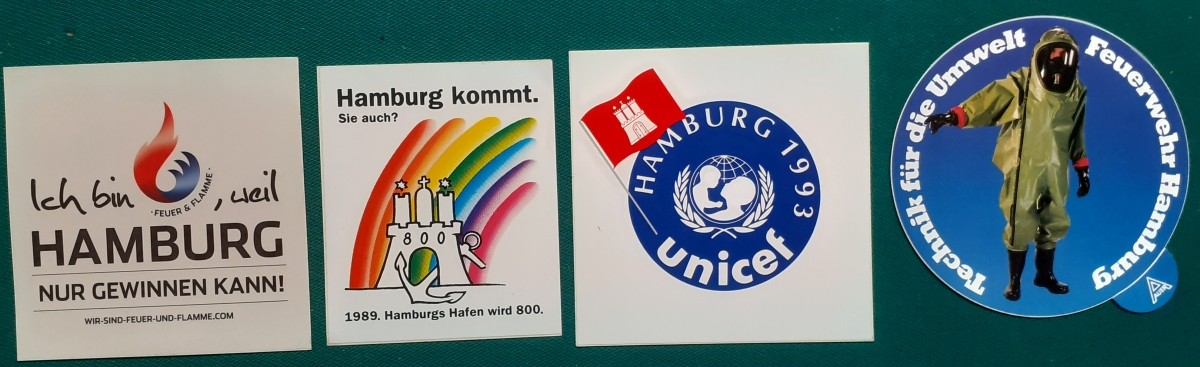 Ich bin
, weil
· FEUER & FLAMME ·
HAMBURG
NUR GEWINNEN KANN!
WIR-SIND-FEUER-UND-FLAMME.COM
Hamburg kommt.
Sie auch?
800
1989. Hamburgs Hafen wird 800.
HAMBURG 1993
unicef
Technik für die Umwelt
Feuerwehr Hamburg
AUER